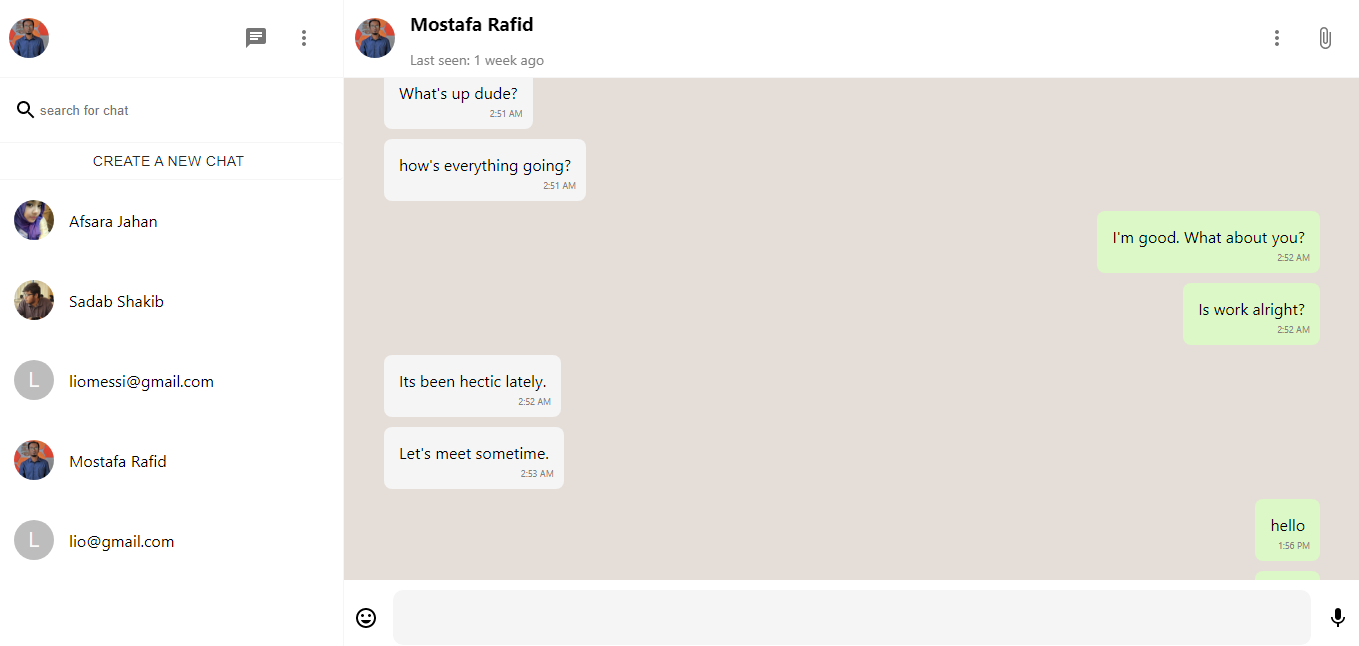 search for chat
CREATE A NEW CHAT
Afsara Jahan
Sadab Shakib
L
liomessi@gmail.com
Mostafa Rafid
L
lio@gmail.com
Mostafa Rafid
Last seen: 1 week ago
What's up dude?
2:51 AM
how's everything going?
2:51 AM
I'm good. What about you?
2:52 AM
Is work alright?
2:52 AM
Its been hectic lately.
2:52 AM
Let's meet sometime.
2:53 AM
hello
1:56 PM